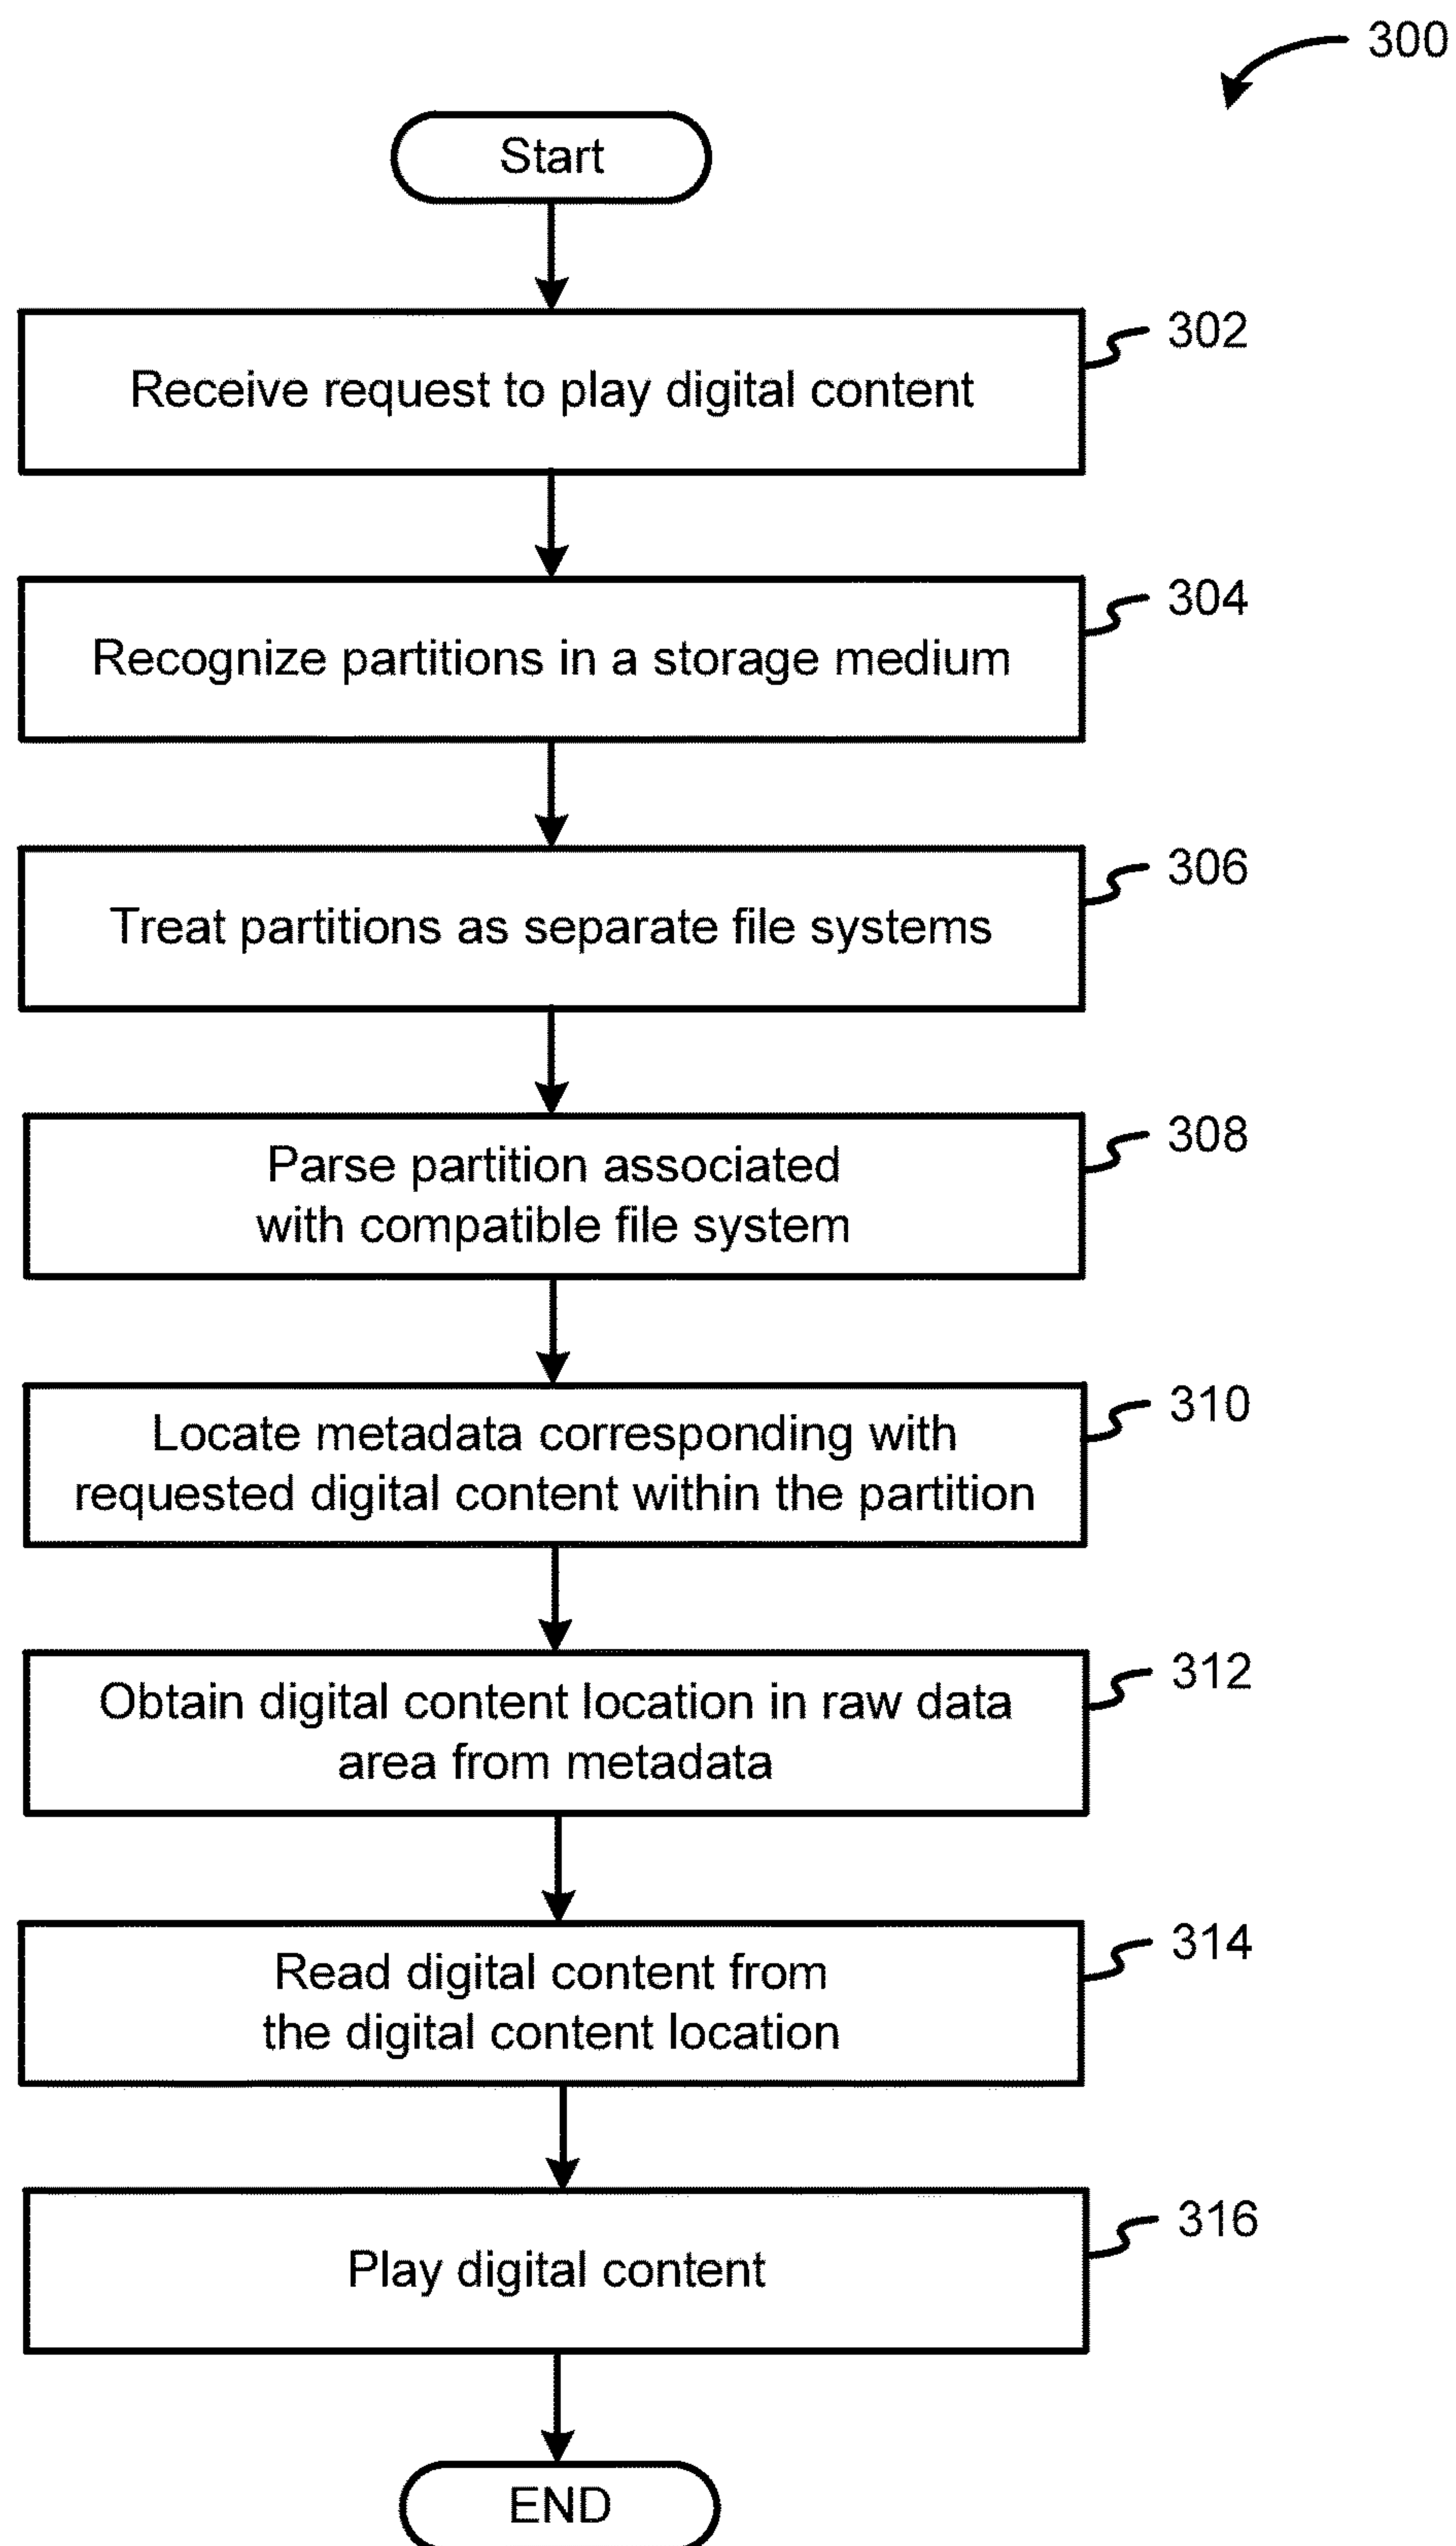 300
Start
Receive request to play digital content
302
Recognize partitions in a storage medium
304
Treat partitions as separate file systems
306
Parse partition associated
with compatible file system
308
Locate metadata corresponding with
requested digital content within the partition
310
Obtain digital content location in raw data
area from metadata
312
Read digital content from
the digital content location
314
Play digital content
316
END